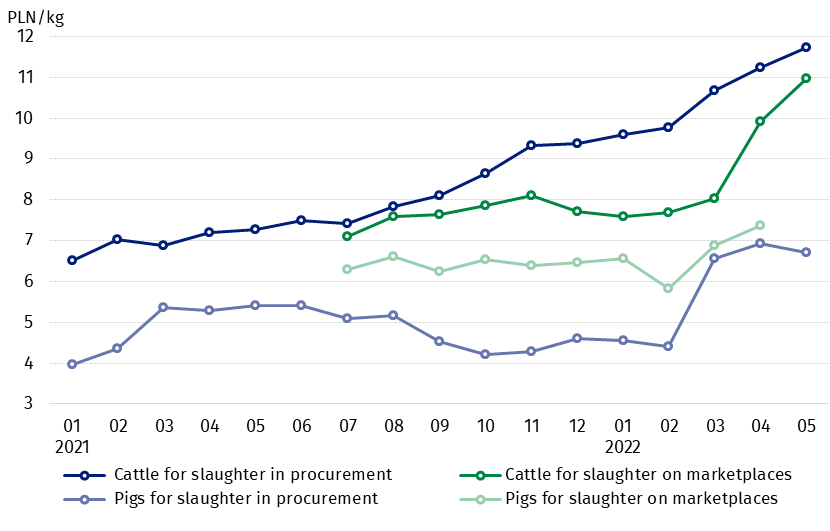 PLN/kg
12
11
10
9
8
7
6
5
4
3
01 02 03 04 05 06 07 08 09 10 11 12 01 02 03 04 05
2021 2022
Cattle for slaughter in procurement Cattle for slaughter on marketplaces
Pigs for slaughter in procurement Pigs for slaughter on marketplaces